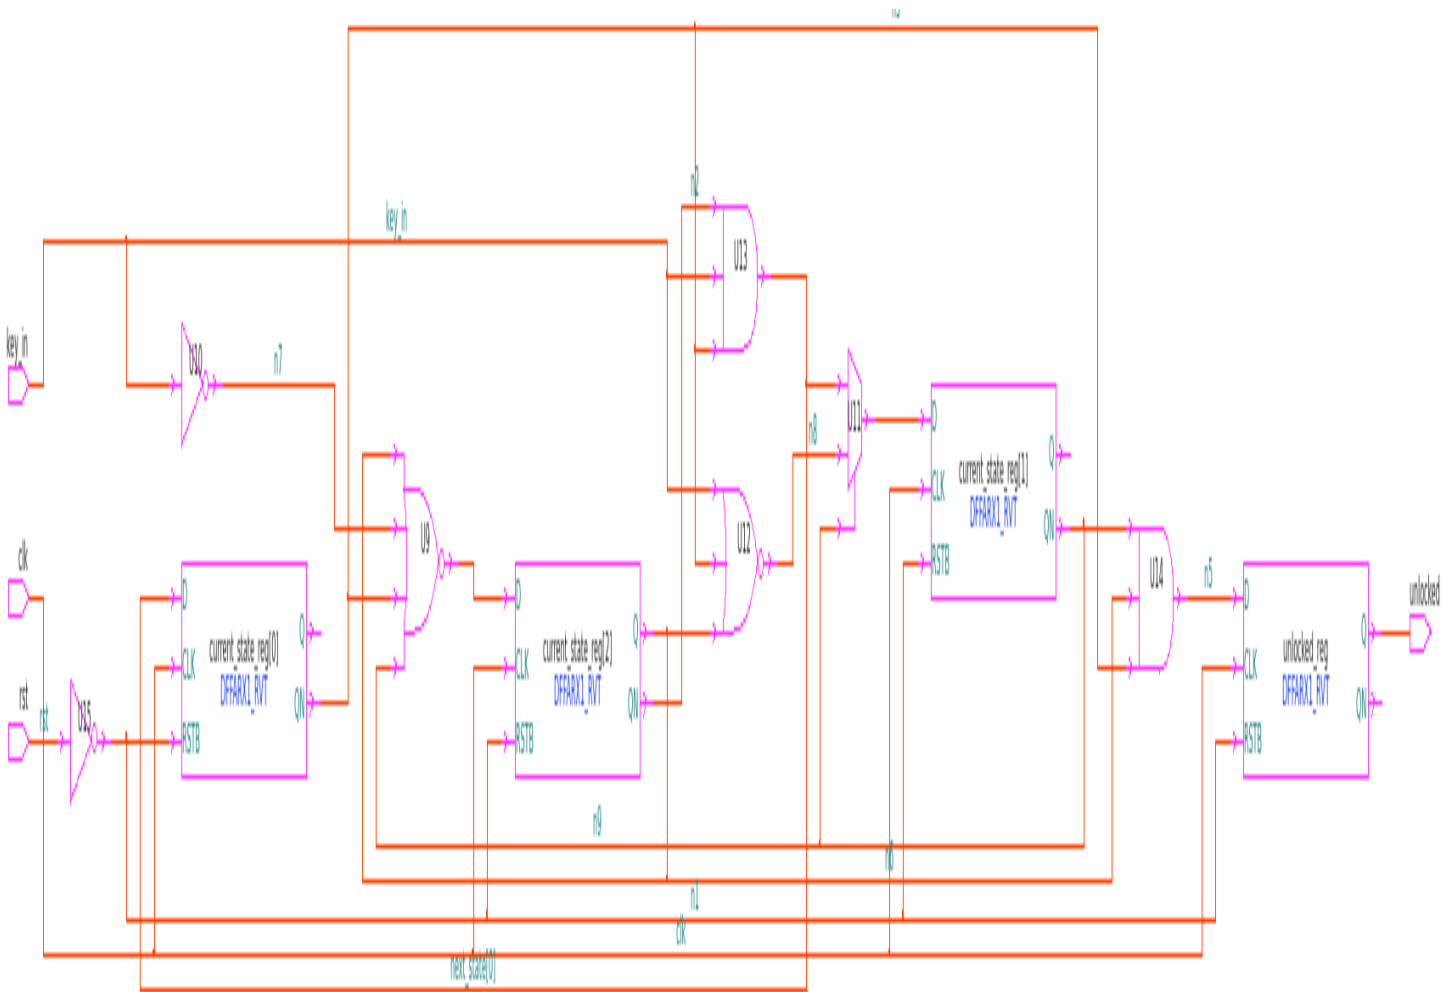 n2
key_in
U13
key_in
U10
n7
n8
U11
D
Q
current_state_reg[1]
CLK
DFFARX1_RVT
QN
RSTB
U9
U12
clk
U14
n5
unlocked
D
Q
current_state_reg[0]
CLK
DFFARX1_RVT
QN
RSTB
D
Q
current_state_reg[2]
CLK
DFFARX1_RVT
QN
RSTB
D
Q
unlocked_reg
CLK
DFFARX1_RVT
QN
RSTB
rst
rst
U15
n9
n6
n1
clk
next_state[0]